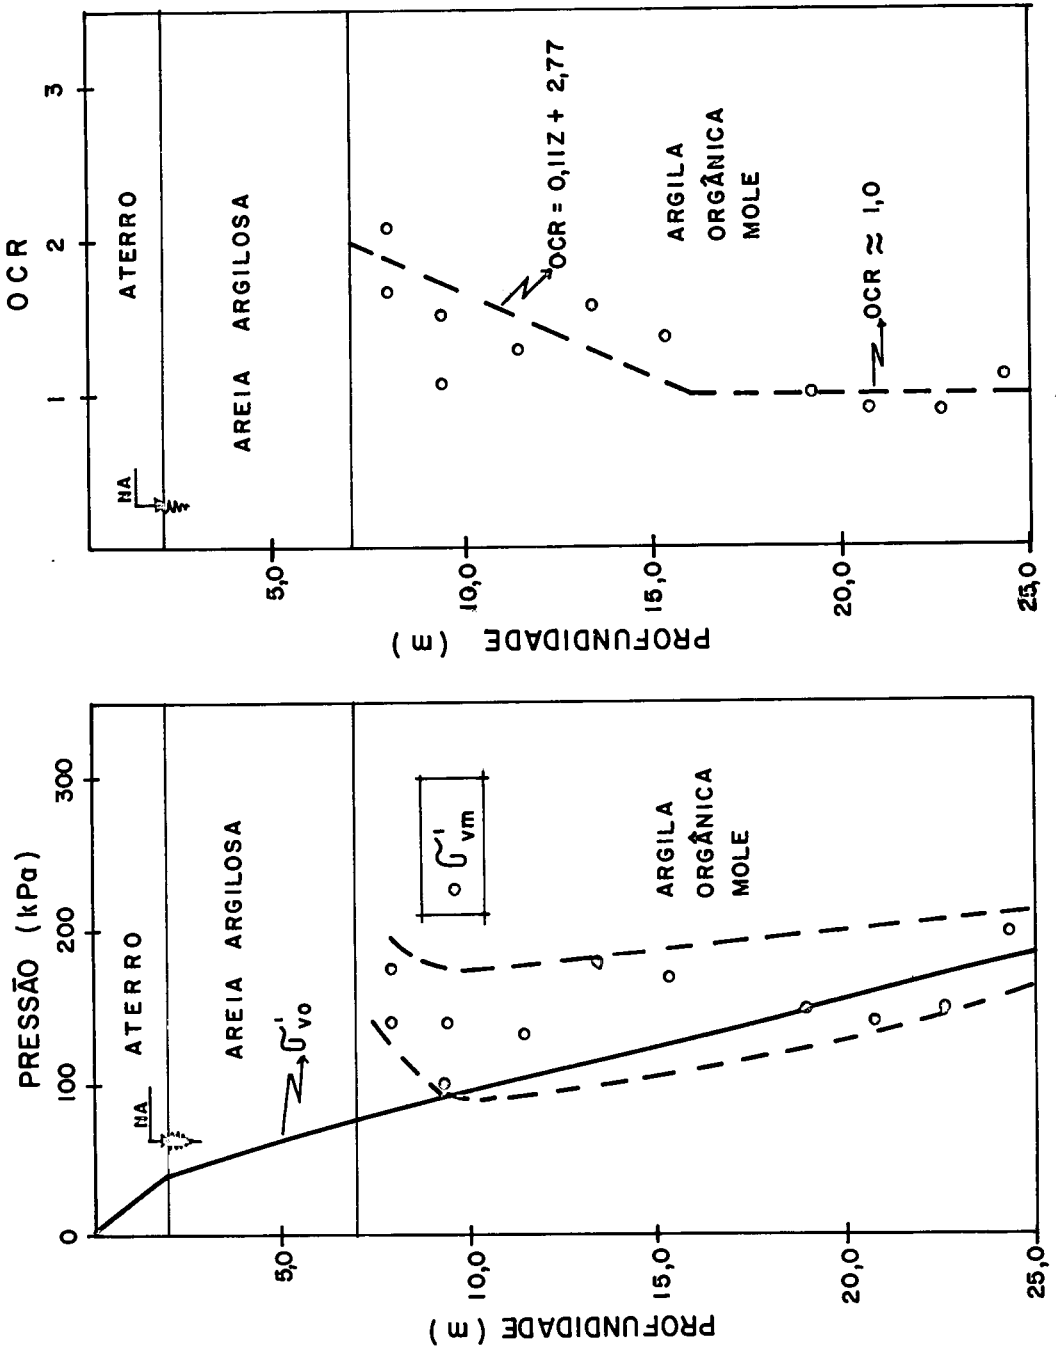 PRESSÃO (kPa)
0
100
200
300
NA
ATERRO
AREIA ARGILOSA
σ'vo
σ'vm
ARGILA
ORGÂNICA
MOLE
5,0
10,0
15,0
20,0
25,0
PROFUNDIDADE (m)
OCR
1
2
3
NA
ATERRO
AREIA ARGILOSA
OCR = 0,11Z + 2,77
ARGILA
ORGÂNICA
MOLE
OCR ≈ 1,0
5,0
10,0
15,0
20,0
25,0
PROFUNDIDADE (m)